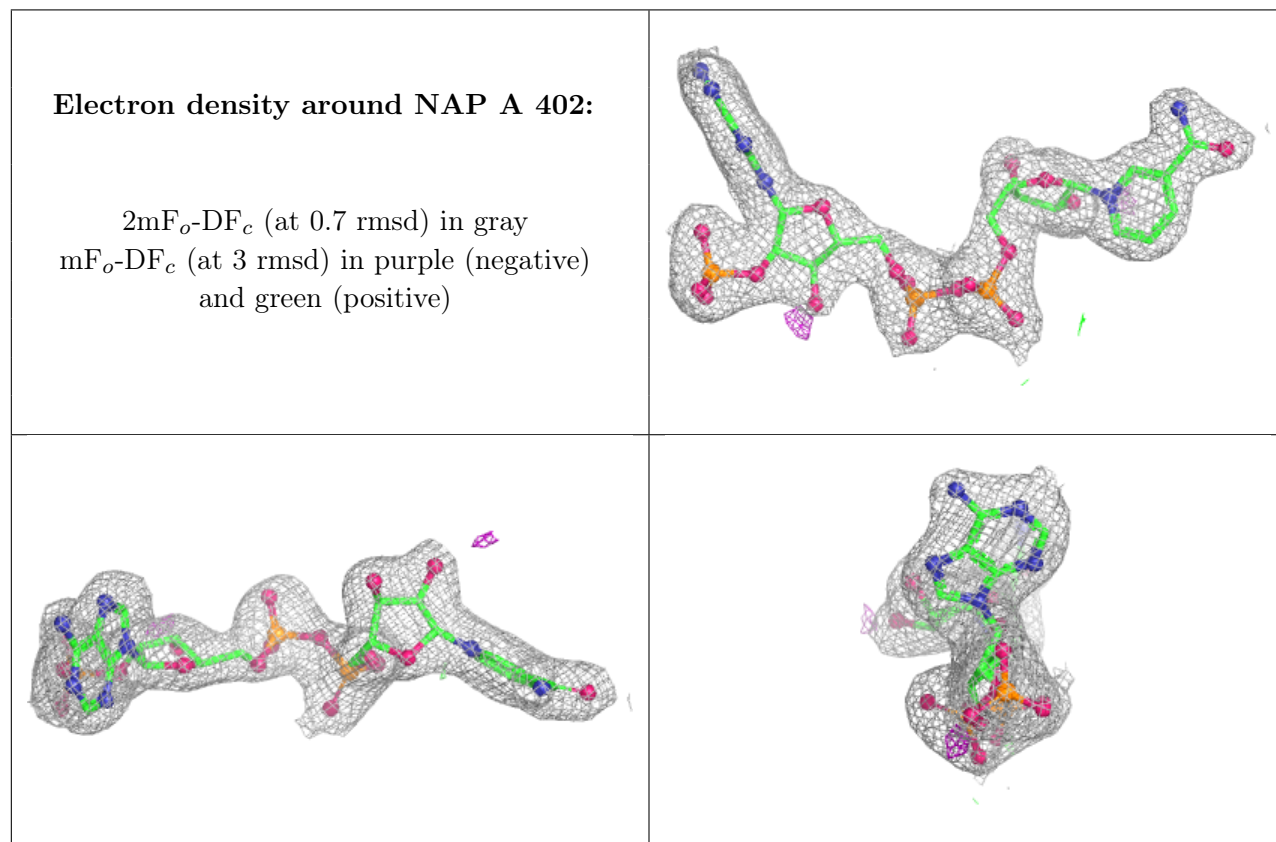 Electron density around NAP A 402:
2mFo-DFc (at 0.7 rmsd) in gray
mFo-DFc (at 3 rmsd) in purple (negative)
and green (positive)